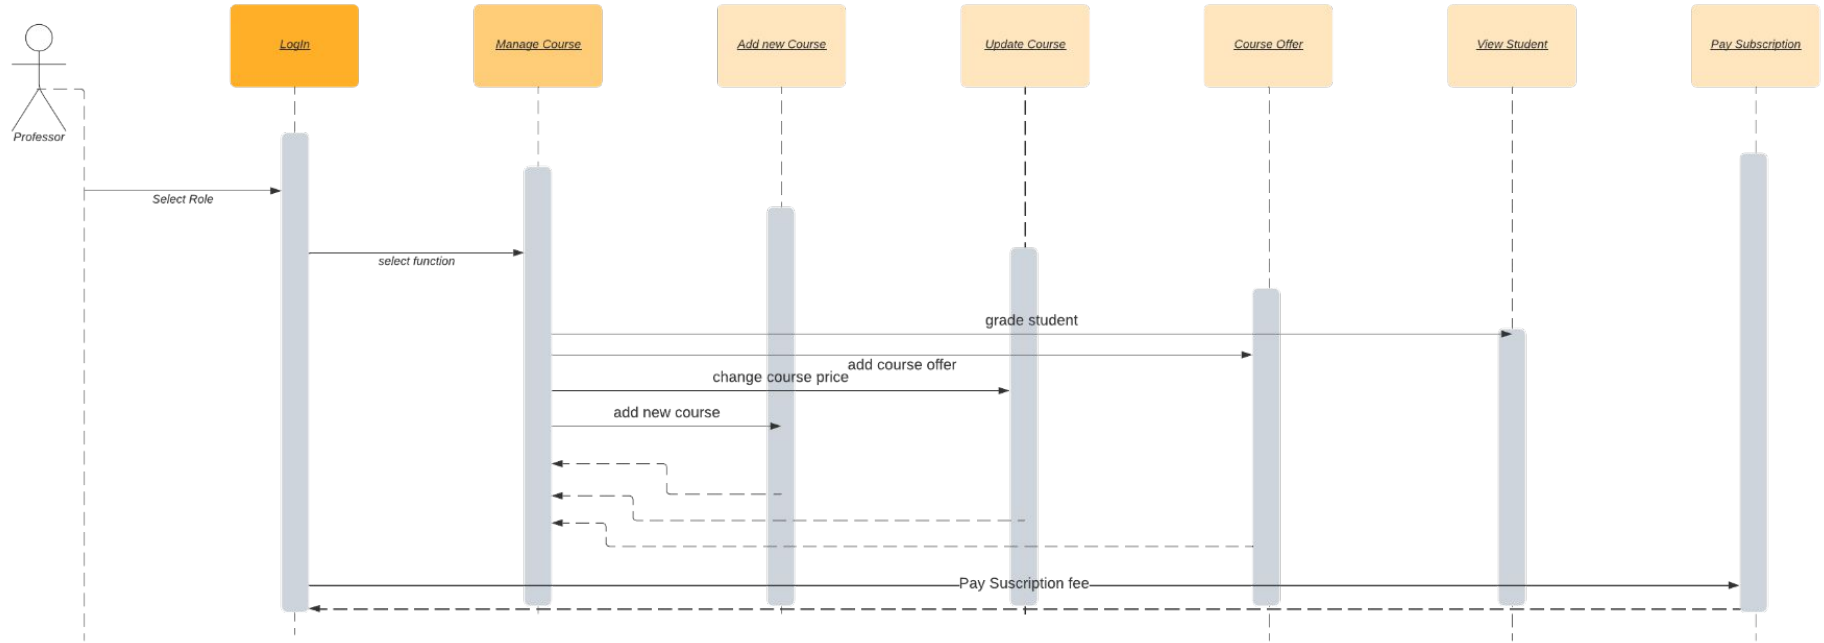 LogIn
Manage Course
Add new Course
Update Course
Course Offer
View Student
Pay Subscription
Professor
Select Role
select function
grade student
add course offer
change course price
add new course
Pay Suscription fee